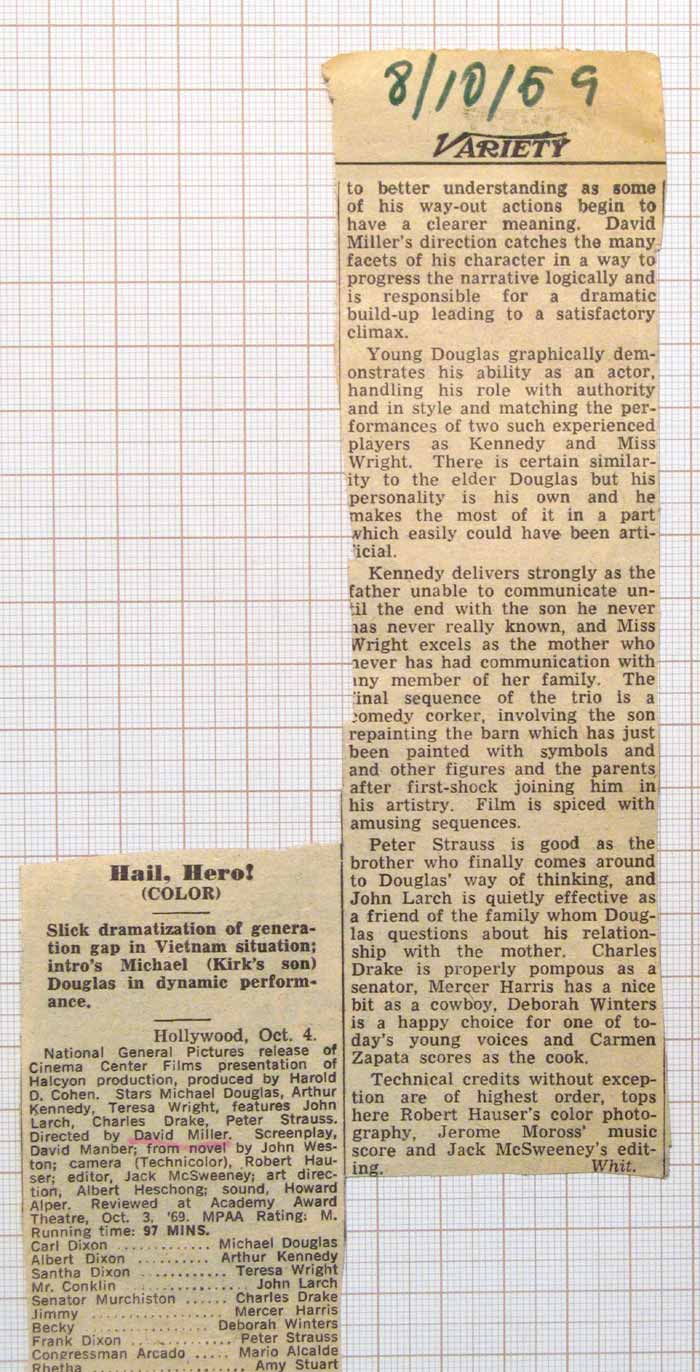 Hail, Hero!
(COLOR)
Slick dramatization of genera-
tion gap in Vietnam situation;
intro's Michael (Kirk's son)
Douglas in dynamic perform-
ance.
Hollywood, Oct. 4.
National General Pictures release of
Cinema Center Films presentation of
Halcyon production, produced by Harold
D. Cohen. Stars Michael Douglas, Arthur
Kennedy, Teresa Wright, features John
Larch, Charles Drake, Peter Strauss.
Directed by David Miller. Screenplay,
David Manber; from novel by John Wes-
ton; camera (Technicolor), Robert Hau-
ser; editor, Jack McSweeney; art direc-
tion, Albert Heschong; sound, Howard
Alper. Reviewed at Academy Award
Theatre, Oct. 3, '69. MPAA Rating: M.
Running time: 97 MINS.
Carl Dixon ............ Michael Douglas
Albert Dixon ............ Arthur Kennedy
Santha Dixon ........... Teresa Wright
Mr. Conklin .................. John Larch
Senator Murchiston ...... Charles Drake
Jimmy .................. Mercer Harris
Becky ................ Deborah Winters
Frank Dixon ............. Peter Strauss
Congressman Arcado .... Mario Alcalde
Rhetha .................... Amy Stuart
8/10/69
VARIETY
to better understanding as some
of his way-out actions begin to
have a clearer meaning. David
Miller's direction catches the many
facets of his character in a way to
progress the narrative logically and
is responsible for a dramatic
build-up leading to a satisfactory
climax.
Young Douglas graphically dem-
onstrates his ability as an actor,
handling his role with authority
and in style and matching the per-
formances of two such experienced
players as Kennedy and Miss
Wright. There is certain similar-
ity to the elder Douglas but his
personality is his own and he
makes the most of it in a part
which easily could have been arti-
ficial.
Kennedy delivers strongly as the
father unable to communicate un-
til the end with the son he never
has never really known, and Miss
Wright excels as the mother who
never has had communication with
any member of her family. The
final sequence of the trio is a
comedy corker, involving the son
repainting the barn which has just
been painted with symbols and
and other figures and the parents
after first-shock joining him in
his artistry. Film is spiced with
amusing sequences.
Peter Strauss is good as the
brother who finally comes around
to Douglas' way of thinking, and
John Larch is quietly effective as
a friend of the family whom Doug-
las questions about his relation-
ship with the mother. Charles
Drake is properly pompous as a
senator, Mercer Harris has a nice
bit as a cowboy, Deborah Winters
is a happy choice for one of to-
day's young voices and Carmen
Zapata scores as the cook.
Technical credits without excep-
tion are of highest order, tops
here Robert Hauser's color photo-
graphy, Jerome Moross' music
score and Jack McSweeney's edit-
ing. Whit.